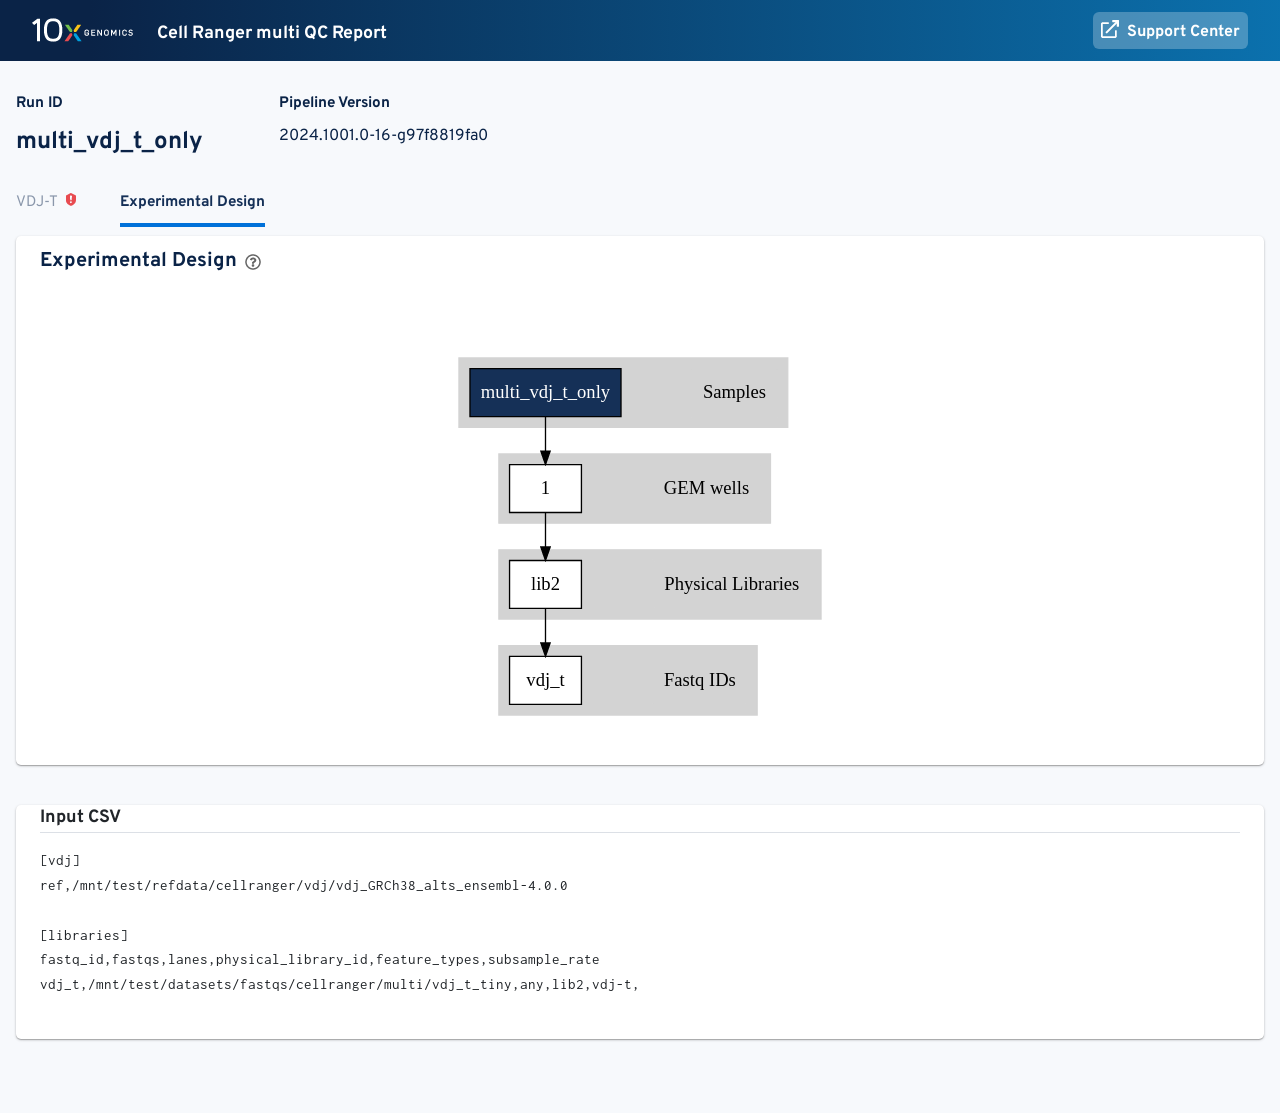 10x GENOMICS Cell Ranger multi QC Report Support Center
Run ID Pipeline Version
multi_vdj_t_only 2024.1001.0-16-g97f8819fa0
VDJ-T Experimental Design
Experimental Design
multi_vdj_t_only Samples
1 GEM wells
lib2 Physical Libraries
vdj_t Fastq IDs
Input CSV
[vdj]
ref,/mnt/test/refdata/cellranger/vdj/vdj_GRCh38_alts_ensembl-4.0.0
[libraries]
fastq_id,fastqs,lanes,physical_library_id,feature_types,subsample_rate
vdj_t,/mnt/test/datasets/fastqs/cellranger/multi/vdj_t_tiny,any,lib2,vdj-t,